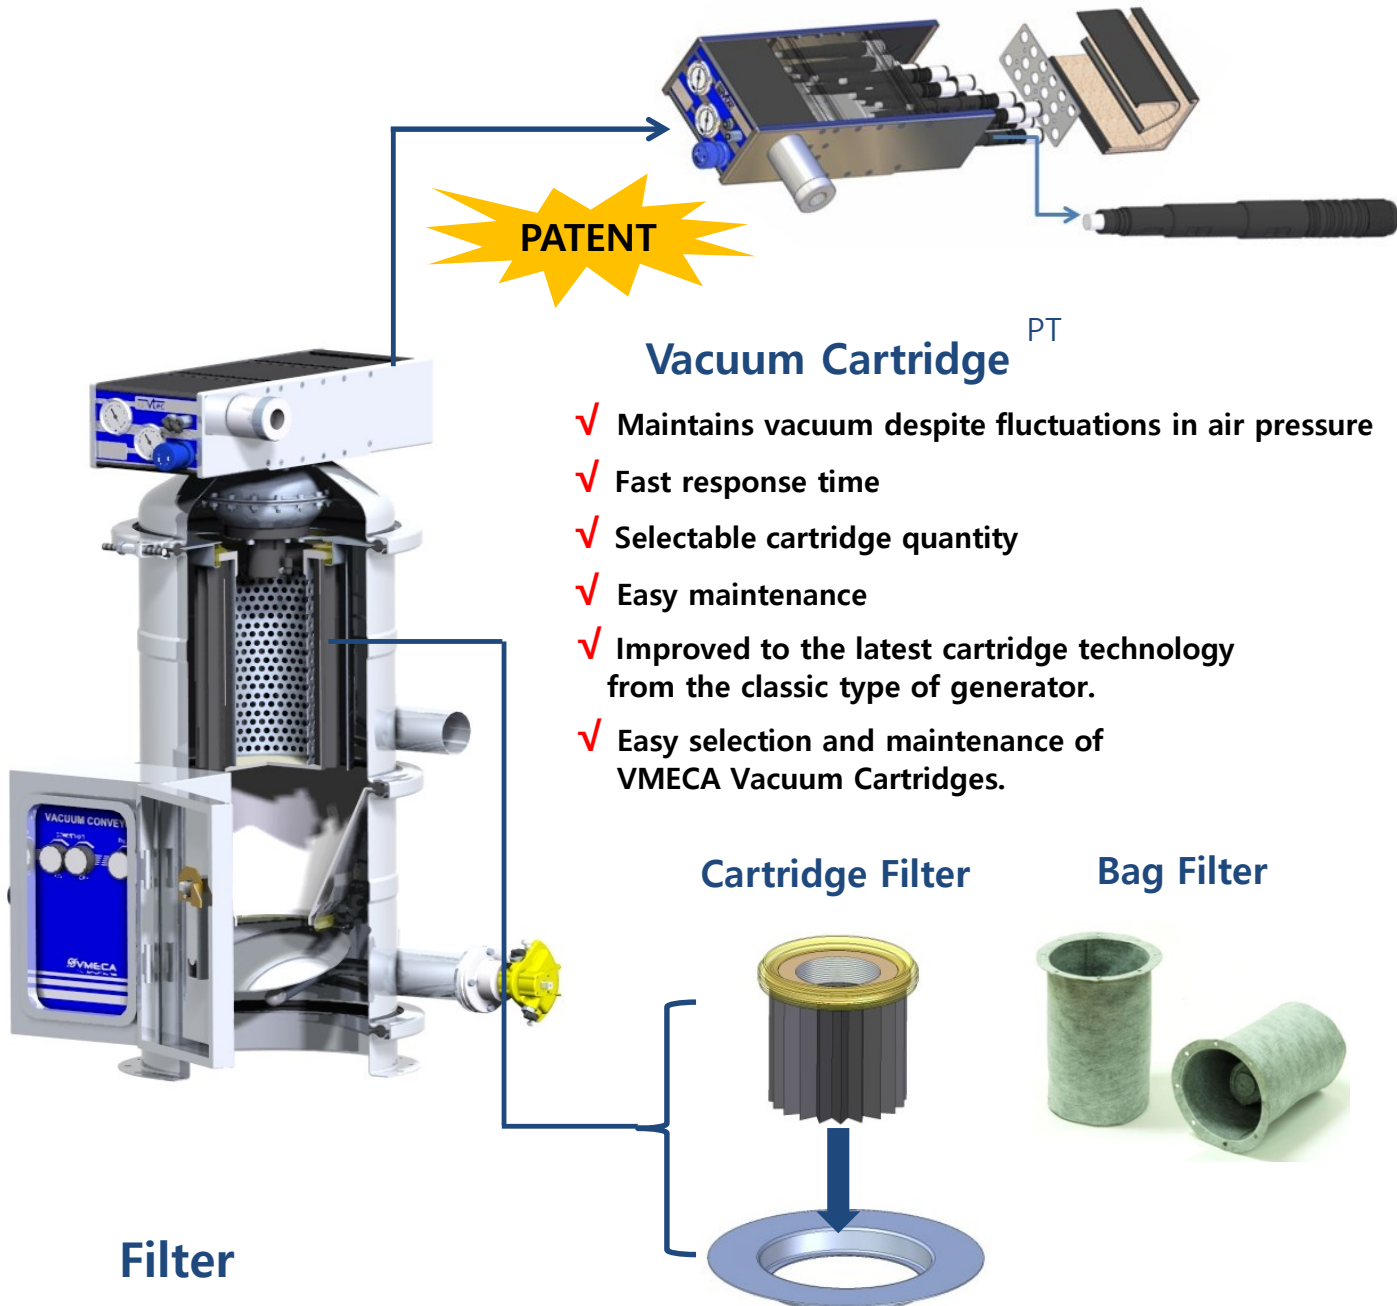 PATENT
Vacuum Cartridge PT
√ Maintains vacuum despite fluctuations in air pressure
√ Fast response time
√ Selectable cartridge quantity
√ Easy maintenance
√ Improved to the latest cartridge technology
from the classic type of generator.
√ Easy selection and maintenance of
VMECA Vacuum Cartridges.
VACUUM CONVEY
VMECA
Cartridge Filter
Bag Filter
Filter